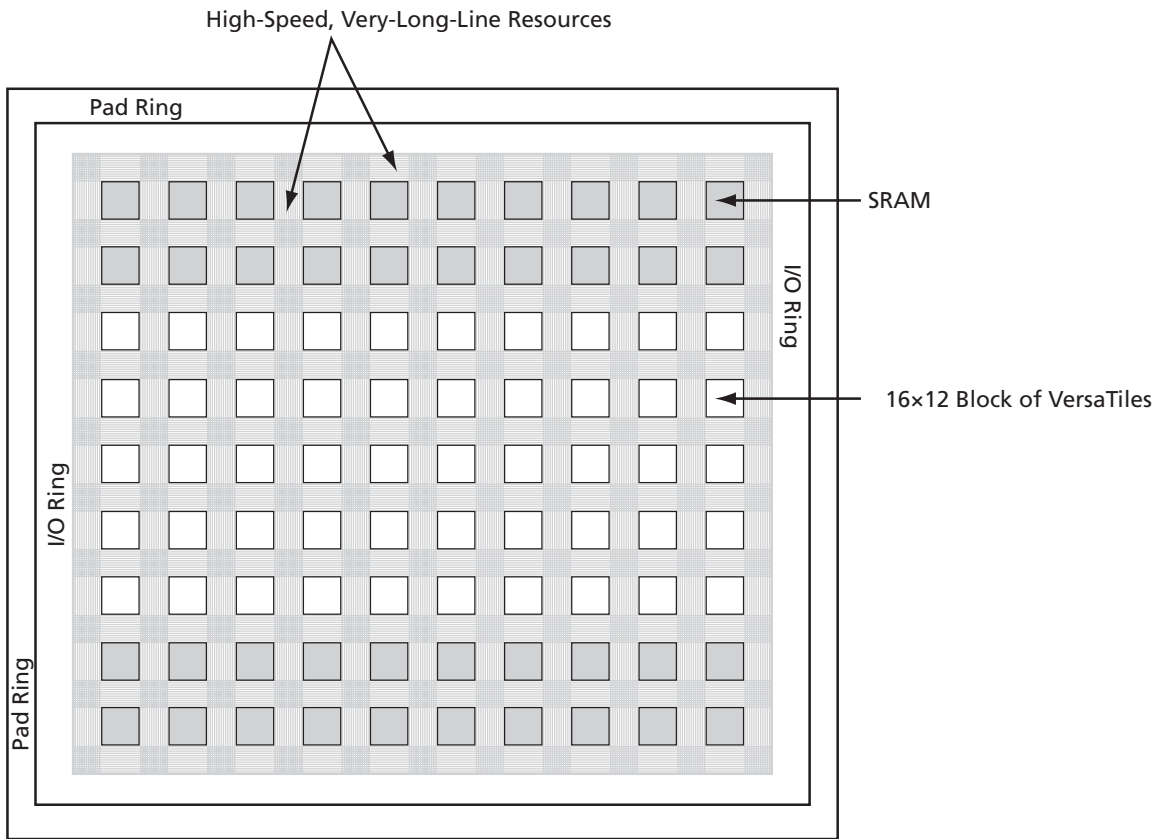 High-Speed, Very-Long-Line Resources
Pad Ring
SRAM
I/O Ring
16×12 Block of VersaTiles
I/O Ring
Pad Ring